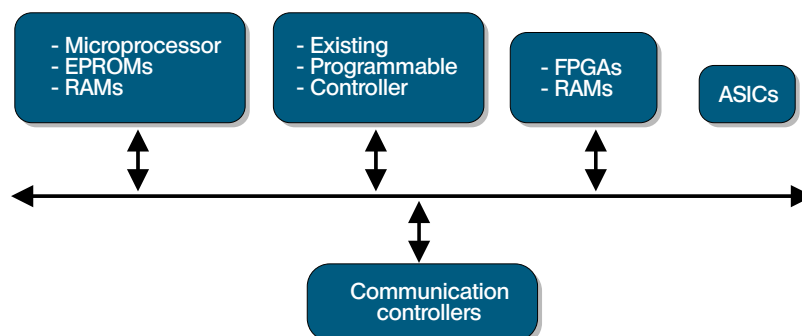 - Microprocessor
- EPROMs
- RAMs
- Existing
- Programmable
- Controller
- FPGAs
- RAMs
ASICs
Communication
controllers